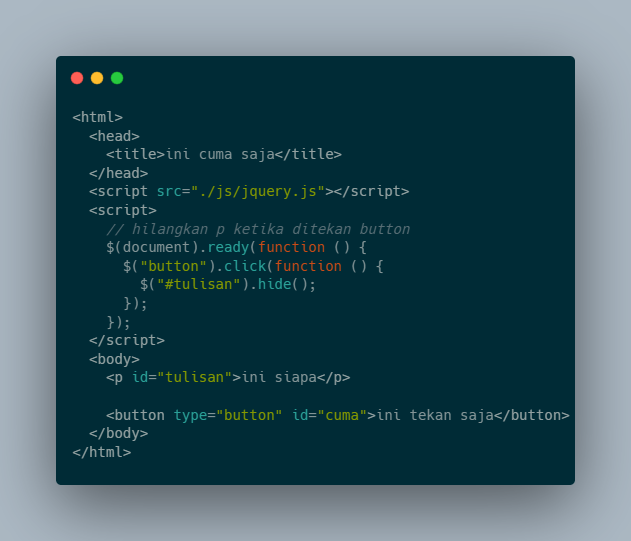 <html>
<head>
<title>ini cuma saja</title>
</head>
<script src="./js/jquery.js"></script>
<script>
// hilangkan p ketika ditekan button
$(document).ready(function () {
$("button").click(function () {
$("#tulisan").hide();
});
});
</script>
<body>
<p id="tulisan">ini siapa</p>
<button type="button" id="cuma">ini tekan saja</button>
</body>
</html>